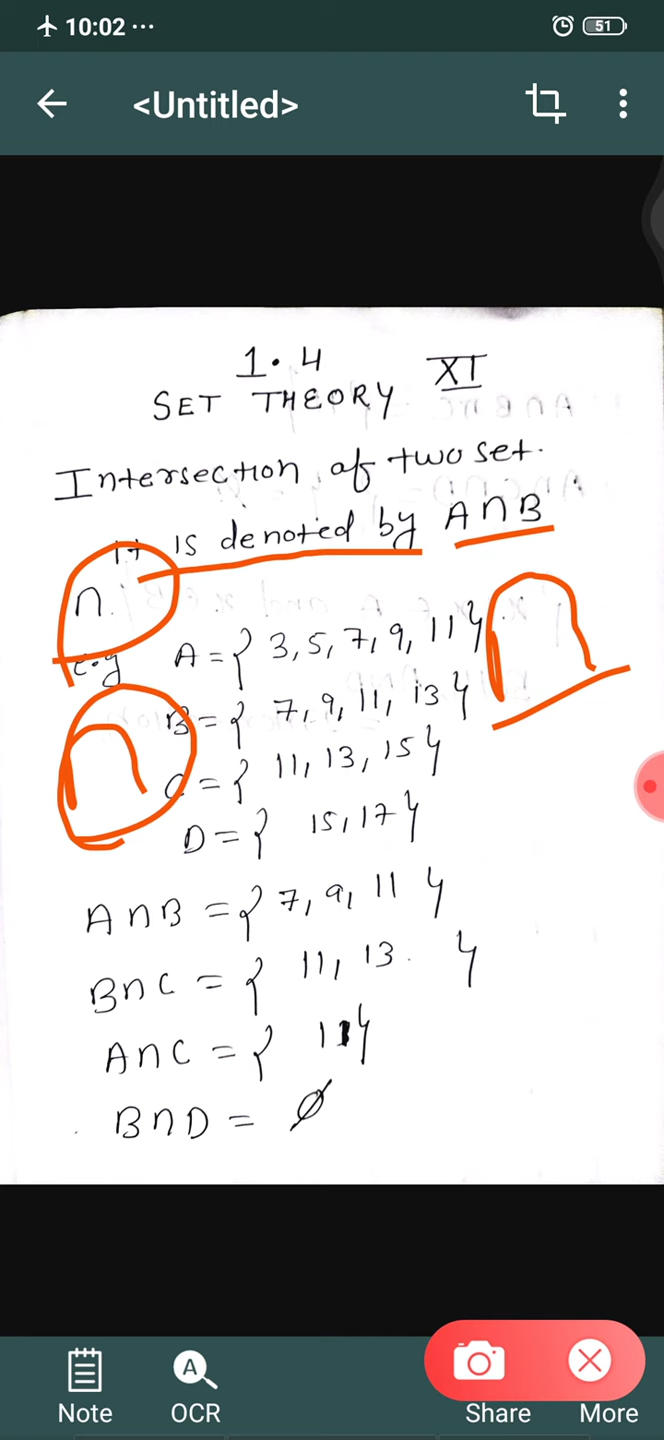 10:02 ...
51
<Untitled>
1.4
SET THEORY XI
Intersection of two set.
It is denoted by A∩B
∩.
e.g A = { 3, 5, 7, 9, 11 }
B = { 7, 9, 11, 13 }
C = { 11, 13, 15 }
D = { 15, 17 }
A∩B = { 7, 9, 11 }
B∩C = { 11, 13. }
A∩C = { 11 }
B∩D = ∅
Note
A
OCR
Share
More